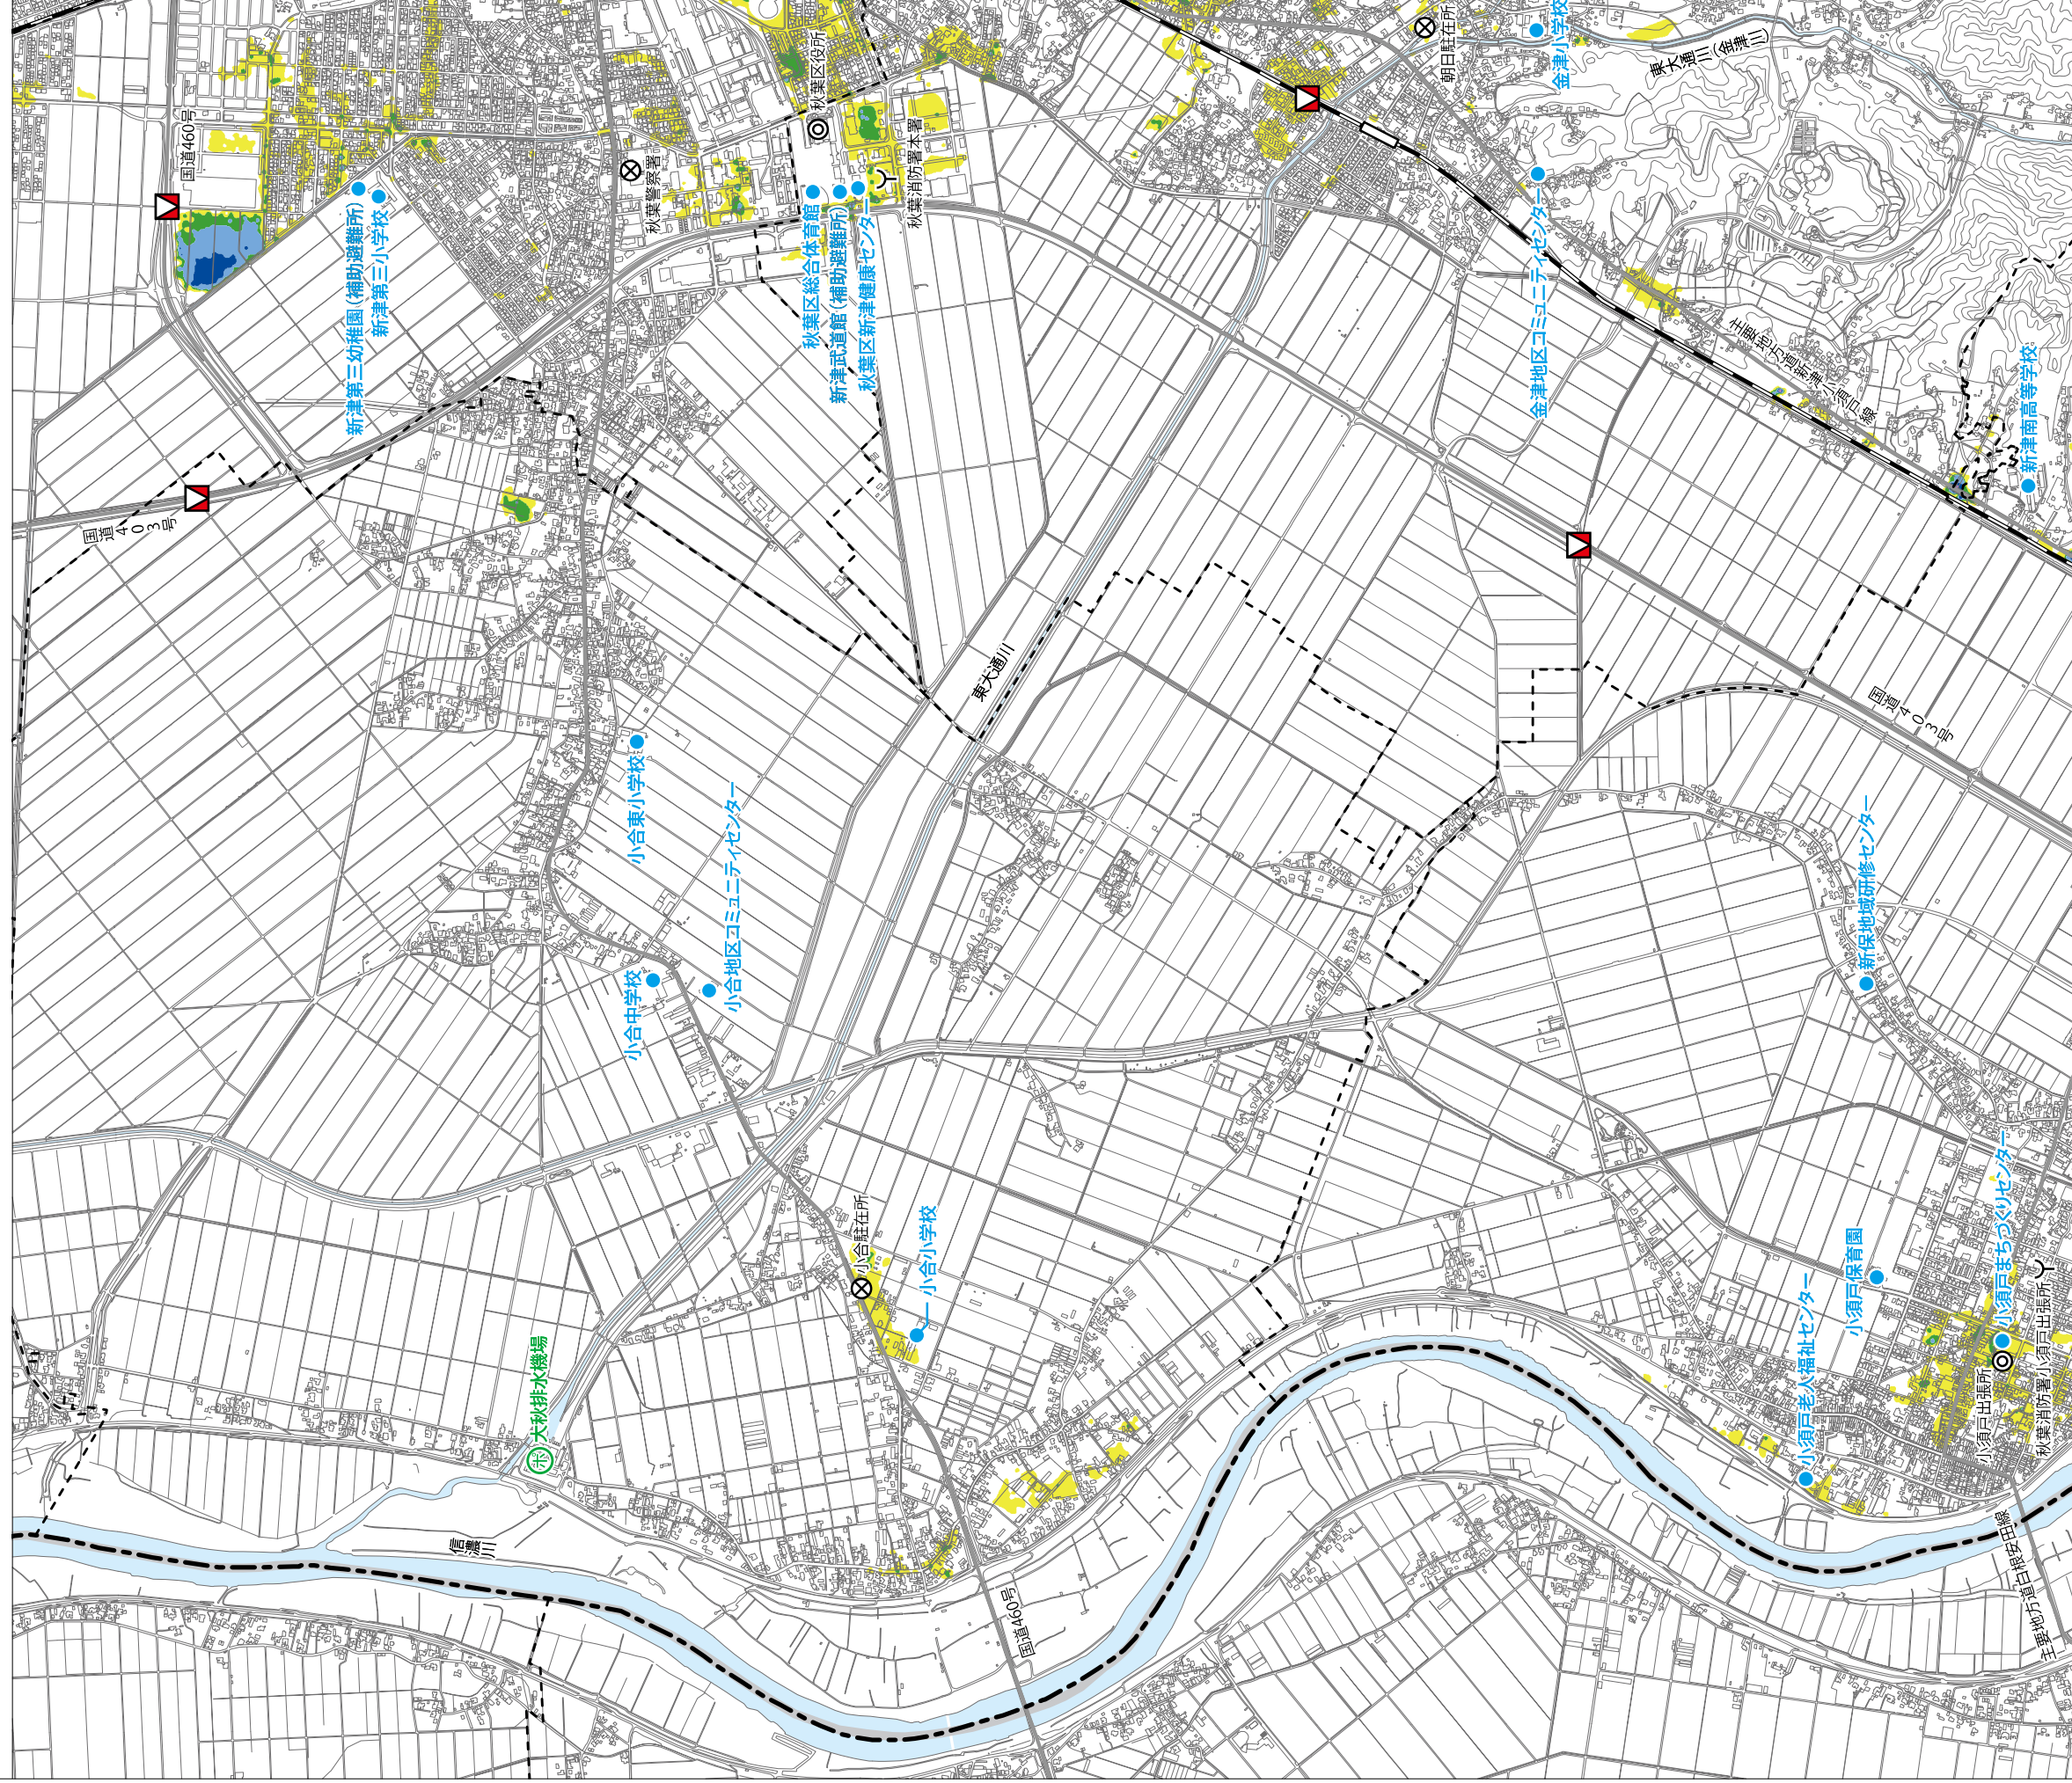 国道460号
秋葉区役所
朝日駐在所
金津小学校
東大通川（金津川）
新津第三幼稚園（補助避難所）
新津第三小学校
秋葉警察署
秋葉消防署本署
秋葉区総合体育館
新津武道館（補助避難所）
秋葉区新津健康センター
金津地区コミュニティセンター
主要地方道新津小須戸線
新津南高等学校
国道403号
東大通川
国道403号
小合東小学校
小合地区コミュニティセンター
小合中学校
新保地域研修センター
小合駐在所
小合小学校
小須戸まちづくりセンター
小須戸保育園
小須戸老人福祉センター
小須戸出張所
秋葉消防署小須戸出張所
ポ
大秋排水機場
信濃川
国道460号
主要地方道白根安田線